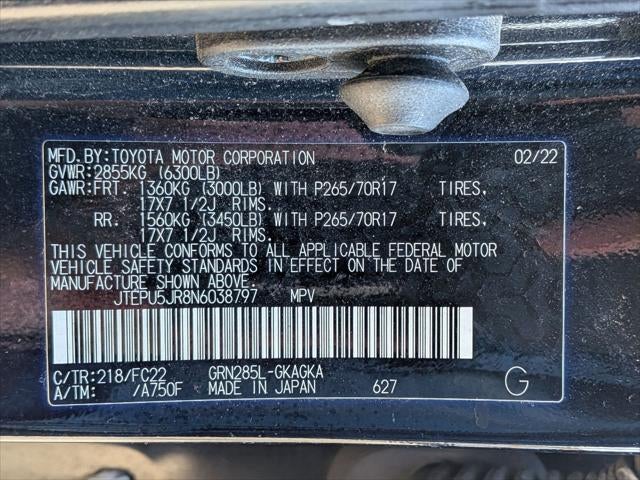 MFD.BY:TOYOTA MOTOR CORPORATION 02/22
GVWR:2855KG (6300LB)
GAWR:FRT. 1360KG (3000LB) WITH P265/70R17 TIRES,
17X7 1/2J RIMS.
RR. 1560KG (3450LB) WITH P265/70R17 TIRES,
17X7 1/2J RIMS.
THIS VEHICLE CONFORMS TO ALL APPLICABLE FEDERAL MOTOR
VEHICLE SAFETY STANDARDS IN EFFECT ON THE DATE OF
MANUFACTURE SHOWN ABOVE.
JTEPU5JR8N6038797 MPV
C/TR:218/FC22 GRN285L-GKAGKA
A/TM: /A750F MADE IN JAPAN 627 G